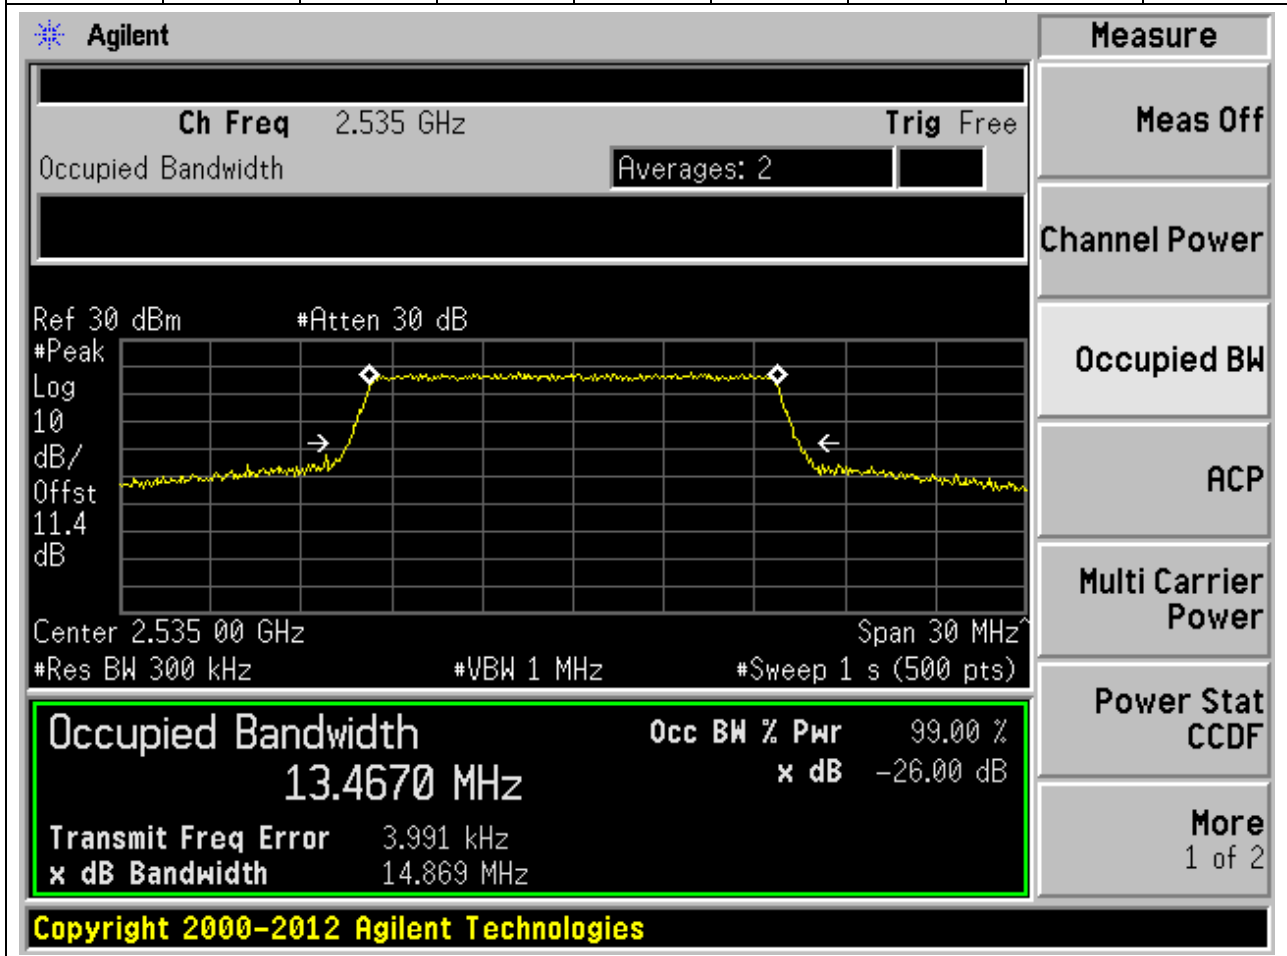 Agilent
Measure
Ch Freq 2.535 GHz Trig Free
Occupied Bandwidth Averages: 2
Meas Off
Channel Power
Occupied BW
ACP
Multi Carrier
Power
Power Stat
CCDF
More
1 of 2
Ref 30 dBm #Atten 30 dB
#Peak
Log
10
dB/
Offst
11.4
dB
Center 2.535 00 GHz Span 30 MHz^
#Res BW 300 kHz #VBW 1 MHz #Sweep 1 s (500 pts)
Occupied Bandwidth Occ BW % Pwr 99.00 %
13.4670 MHz x dB -26.00 dB
Transmit Freq Error 3.991 kHz
x dB Bandwidth 14.869 MHz
Copyright 2000-2012 Agilent Technologies